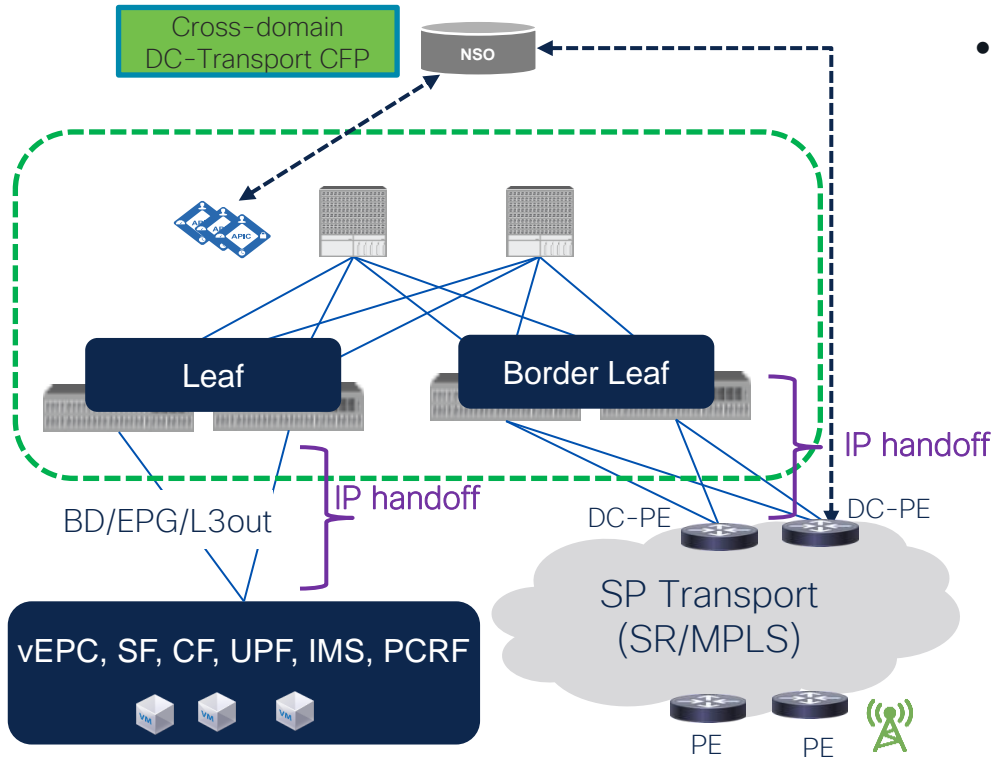 Cross-domain
DC-Transport CFP
NSO
•
APIC
Leaf
Border Leaf
IP handoff
IP handoff
BD/EPG/L3out
DC-PE
DC-PE
SP Transport
(SR/MPLS)
vEPC, SF, CF, UPF, IMS, PCRF
VM
VM
VM
PE
PE